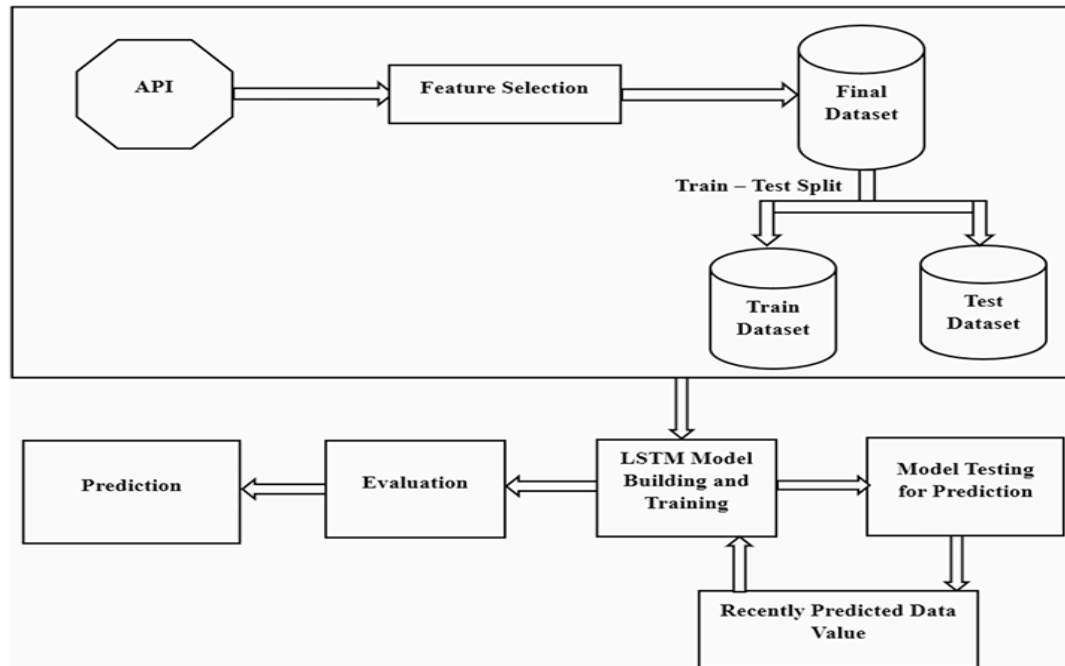 API
Feature Selection
Final
Dataset
Train – Test Split
Train
Dataset
Test
Dataset
Prediction
Evaluation
LSTM Model
Building and
Training
Model Testing
for Prediction
Recently Predicted Data
Value